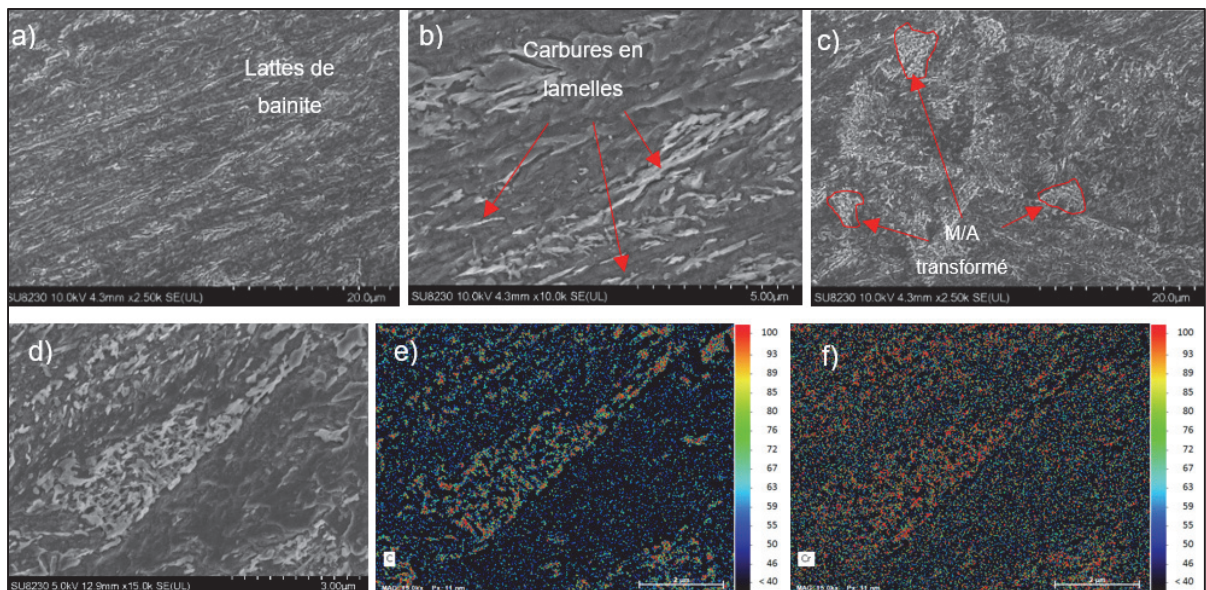 a)
Lattes de
bainite
SU8230 10.0kV 4.3mm x2.50k SE(UL)
20.0µm
b)
Carbures en
lamelles
SU8230 10.0kV 4.3mm x10.0k SE(UL)
5.00µm
c)
M/A
transformé
SU8230 10.0kV 4.3mm x2.50k SE(UL)
20.0µm
d)
SU8230 5.0kV 12.9mm x15.0k SE(UL)
3.00µm
e)
C
2 µm
100
93
89
84
80
76
72
67
63
59
55
50
46
< 40
f)
Cr
100
93
89
84
80
76
72
67
63
59
55
50
46
< 40